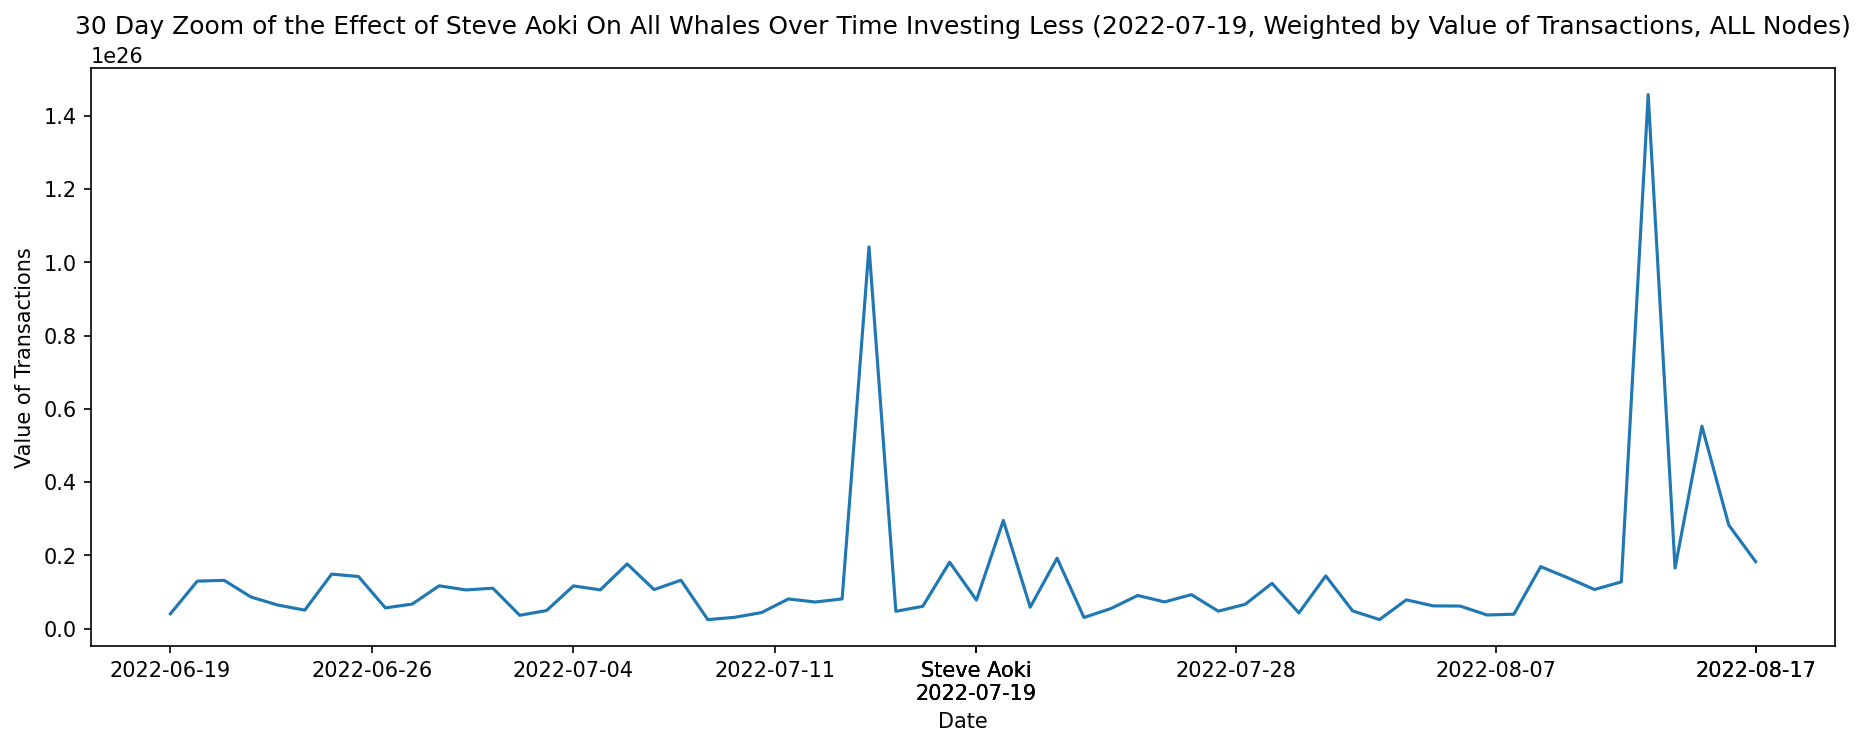 30 Day Zoom of the Effect of Steve Aoki On All Whales Over Time Investing Less (2022-07-19, Weighted by Value of Transactions, ALL Nodes)
1e26
1.4
1.2
1.0
0.8
0.6
0.4
0.2
0.0
Value of Transactions
2022-06-19 2022-06-26 2022-07-04 2022-07-11 Steve Aoki 2022-07-28 2022-08-07 2022-08-17
2022-07-19
Date